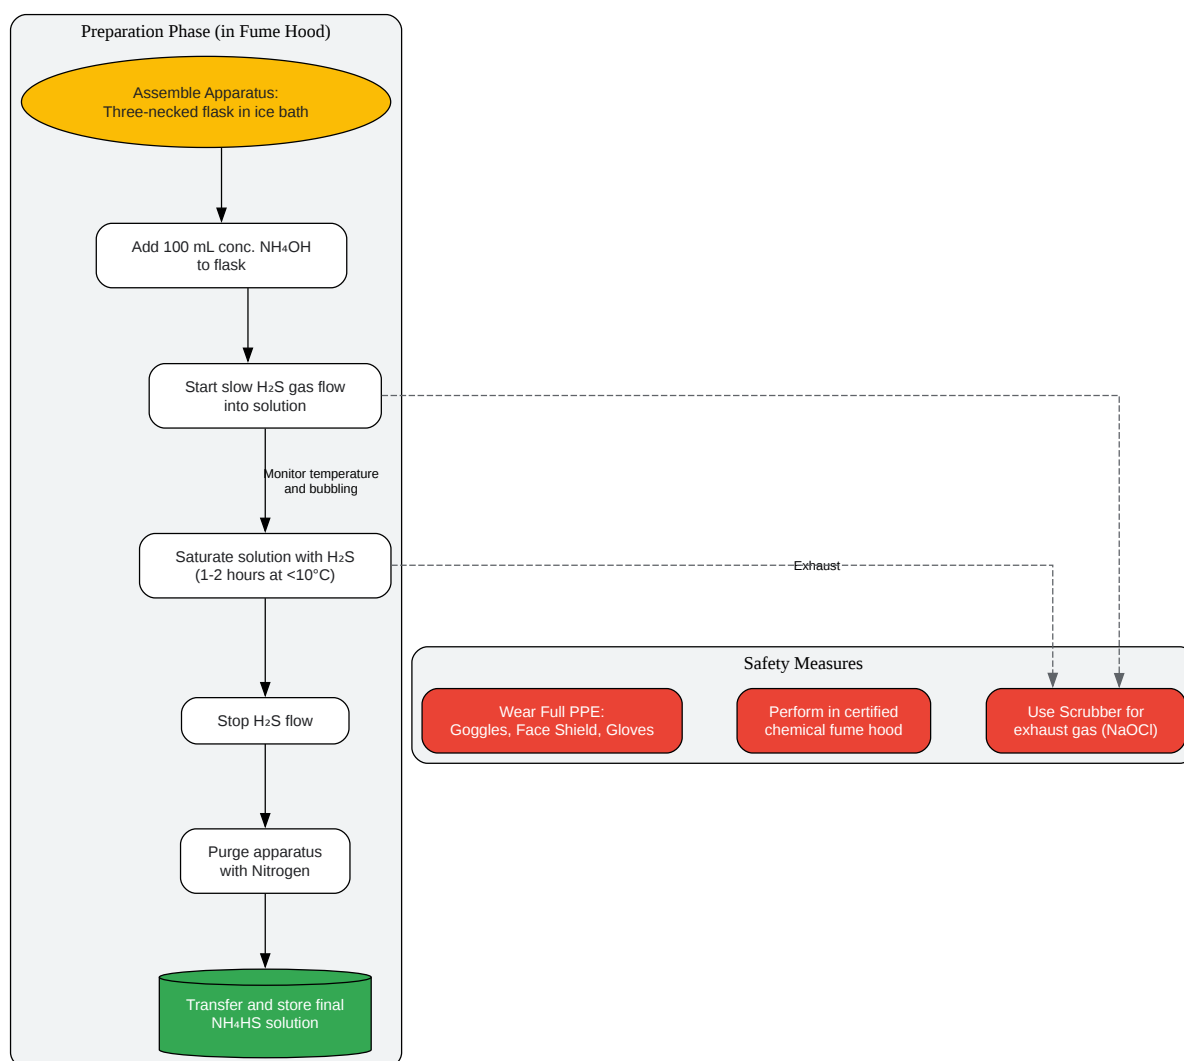 Preparation Phase (in Fume Hood)
Assemble Apparatus:
Three-necked flask in ice bath
Add 100 mL conc. NH₄OH
to flask
Start slow H₂S gas flow
into solution
Monitor temperature
and bubbling
Saturate solution with H₂S
(1-2 hours at <10°C)
Exhaust
Safety Measures
Wear Full PPE:
Goggles, Face Shield, Gloves
Perform in certified
chemical fume hood
Use Scrubber for
exhaust gas (NaOCl)
Stop H₂S flow
Purge apparatus
with Nitrogen
Transfer and store final
NH₄HS solution